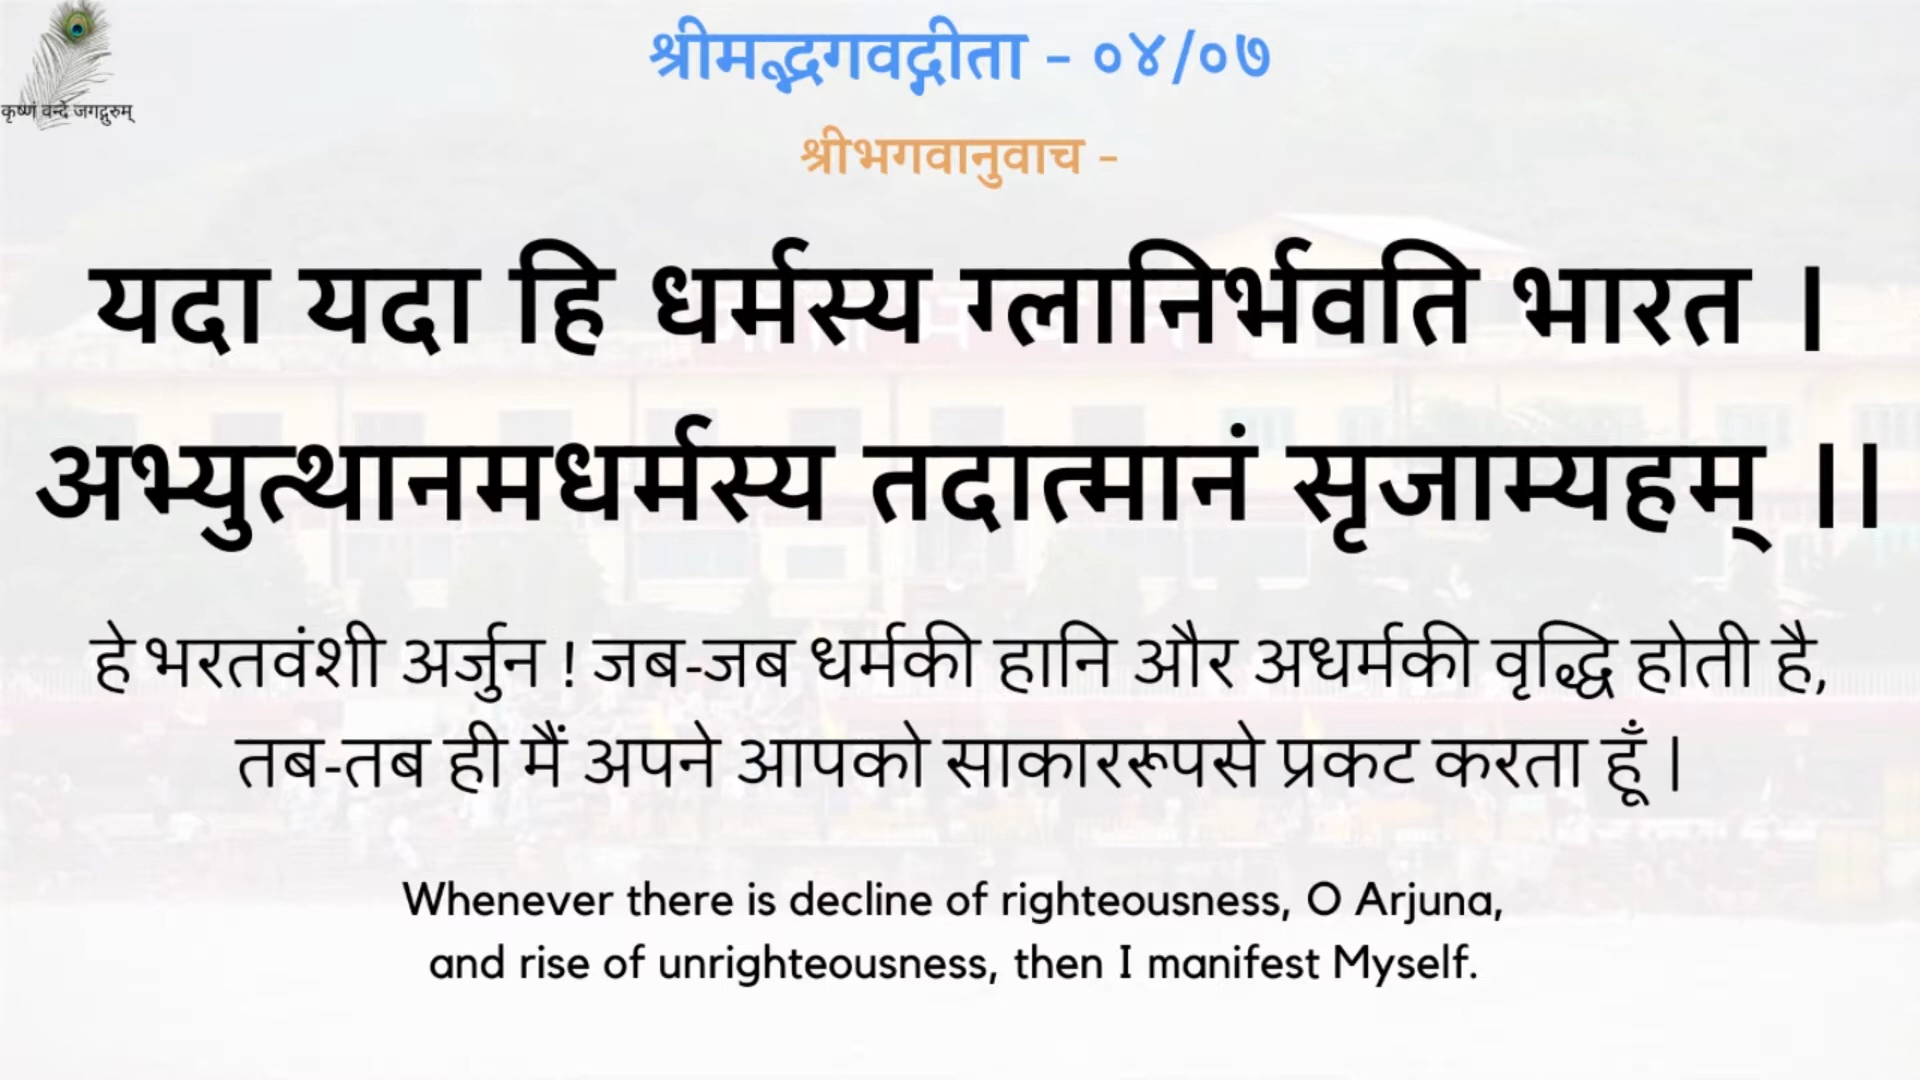 कृष्णं वन्दे जगद्गुरुम्
श्रीमद्भगवद्गीता - ०४/०७
श्रीभगवानुवाच -
यदा यदा हि धर्मस्य ग्लानिर्भवति भारत ।
अभ्युत्थानमधर्मस्य तदात्मानं सृजाम्यहम् ।।
हे भरतवंशी अर्जुन ! जब-जब धर्मकी हानि और अधर्मकी वृद्धि होती है,
तब-तब ही मैं अपने आपको साकाररूपसे प्रकट करता हूँ |
Whenever there is decline of righteousness, O Arjuna,
and rise of unrighteousness, then I manifest Myself.